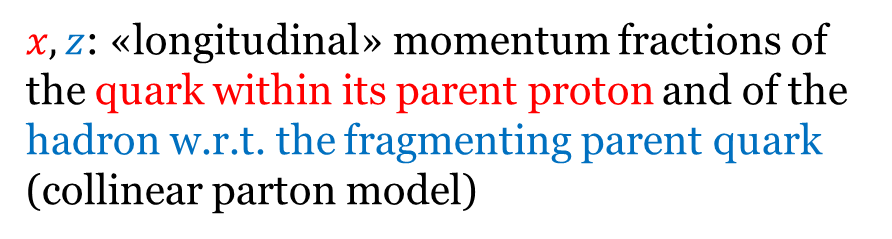 x, z: «longitudinal» momentum fractions of
the quark within its parent proton and of the
hadron w.r.t. the fragmenting parent quark
(collinear parton model)